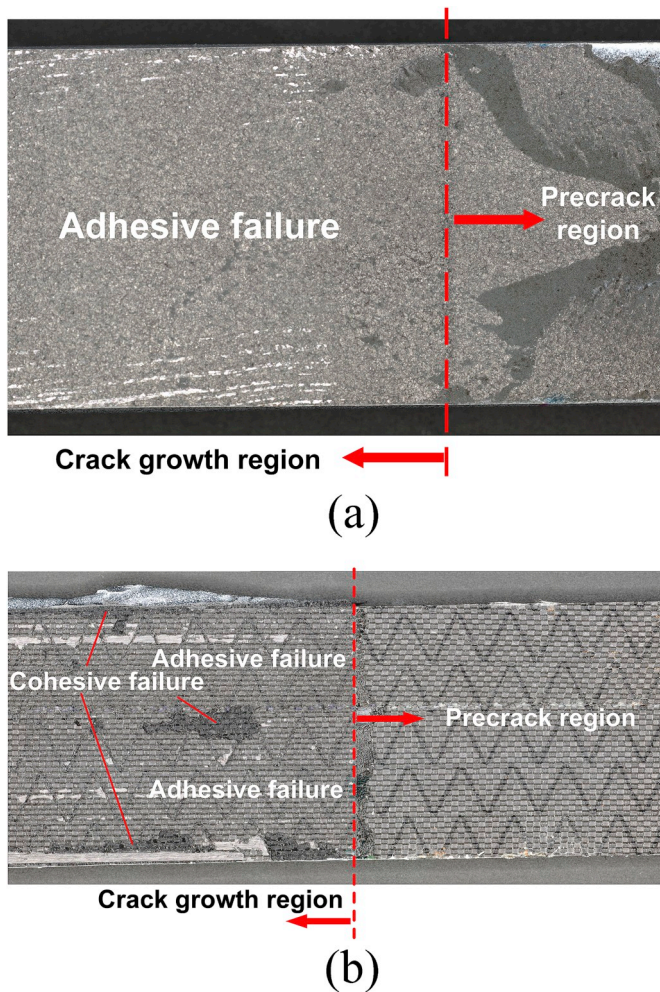 Adhesive failure
Precrack
region
Crack growth region
(a)
Adhesive failure
Cohesive failure
Precrack region
Adhesive failure
Crack growth region
(b)